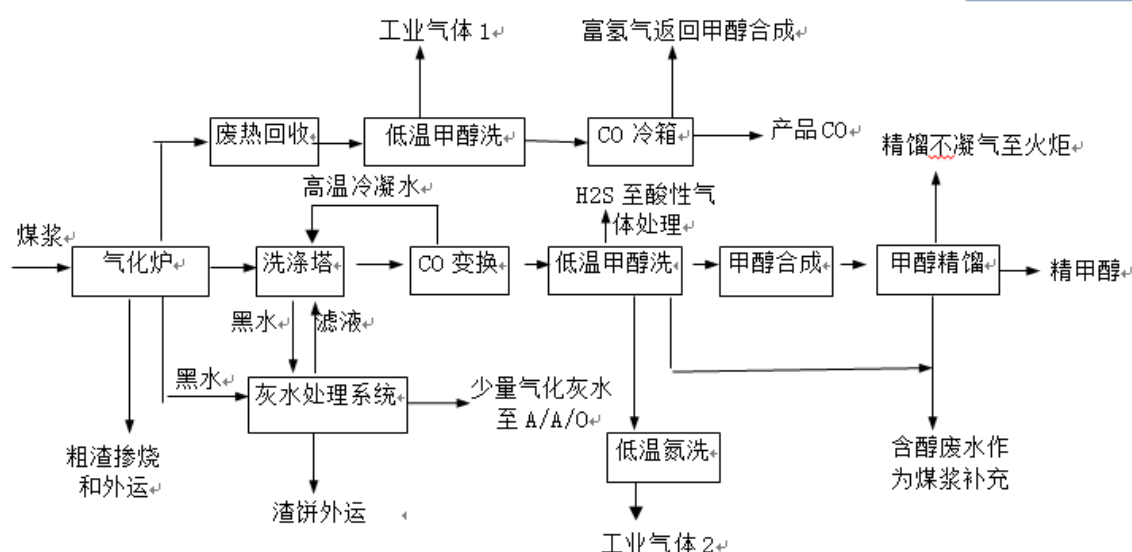 工业气体1
富氢气返回甲醇合成
废热回收
低温甲醇洗
CO 冷箱
产品CO
精馏不凝气至火炬
高温冷凝水
H2S 至酸性气
体处理
煤浆
气化炉
洗涤塔
CO 变换
低温甲醇洗
甲醇合成
甲醇精馏
精甲醇
黑水
滤液
黑水
灰水处理系统
少量气化灰水
至 A/A/O
粗渣掺烧
和外运
低温氮洗
含醇废水作
为煤浆补充
渣饼外运
工业气体2